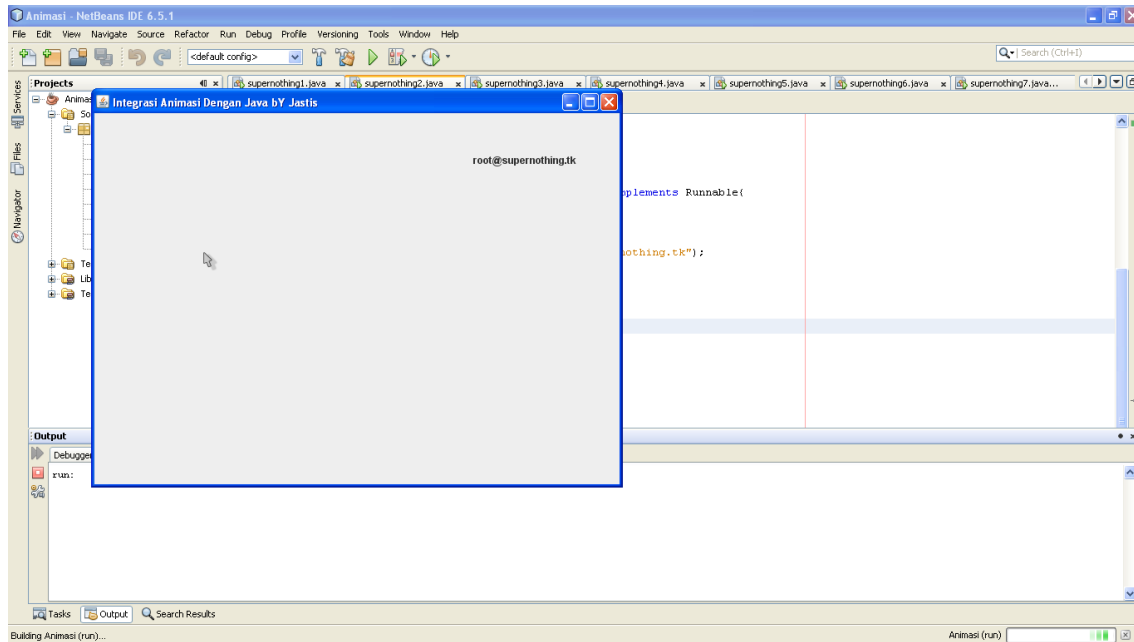 Animasi - NetBeans IDE 6.5.1
File Edit View Navigate Source Refactor Run Debug Profile Versioning Tools Window Help
<default config>
Search (Ctrl+I)
Services
Files
Navigator
Projects
supernothing1.java
supernothing2.java
supernothing3.java
supernothing4.java
supernothing5.java
supernothing6.java
supernothing7.java...
Integrasi Animasi Dengan Java bY Jastis
root@supernothing.tk
Runnable{
.tk");
Lib
Te
Output
run:
Tasks Output Search Results
Building Animasi (run)...
Animasi (run)